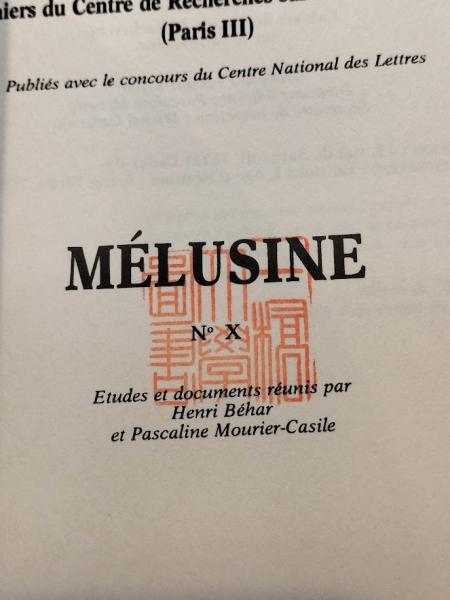 iers du Centre de Recherches
(Paris III)
Publiés avec le concours du Centre National des Lettres
MÉLUSINE
Nº X
Etudes et documents réunis par
Henri Béhar
et Pascaline Mourier-Casile